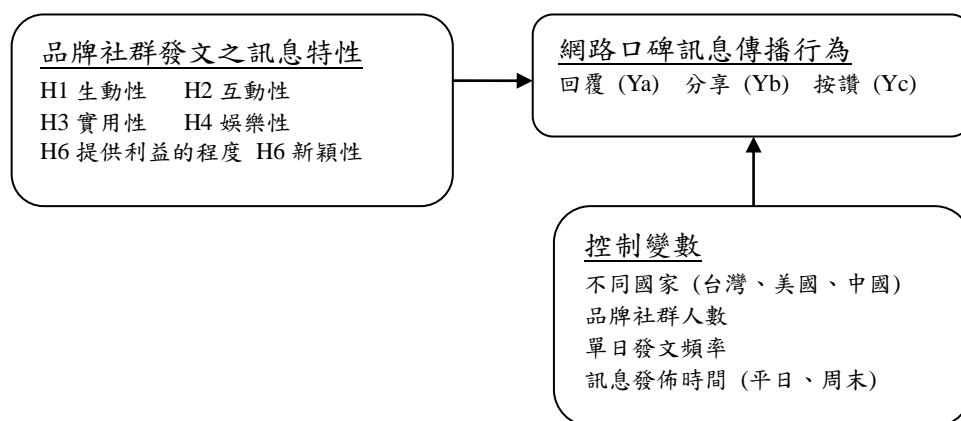 品牌社群發文之訊息特性
H1 生動性 H2 互動性
H3 實用性 H4 娛樂性
H6 提供利益的程度 H6 新穎性
網路口碑訊息傳播行為
回覆 (Ya) 分享 (Yb) 按讚 (Yc)
控制變數
不同國家 (台灣、美國、中國)
品牌社群人數
單日發文頻率
訊息發佈時間 (平日、周末)